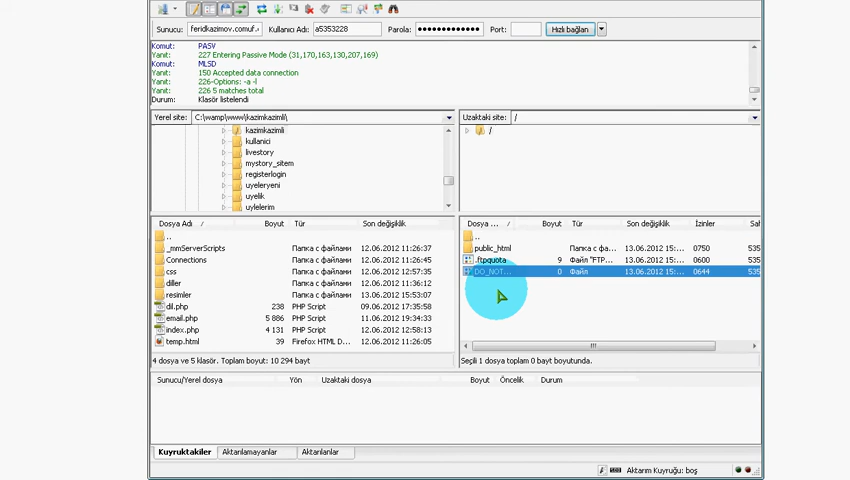 Sunucu: feridkazimov.comuf. Kullanıcı Adı: a5353228 Parola: ●●●●●●●●●●●●● Port: Hızlı bağlan
Komut: PASV
Yanıt: 227 Entering Passive Mode (31,170,163,130,207,169)
Komut: MLSD
Yanıt: 150 Accepted data connection
Yanıt: 226-Options: -a -l
Yanıt: 226 5 matches total
Durum: Klasör listelendi
Yerel site: C:\wamp\www\kazimkazimli\
Uzaktaki site: /
kazimkazimli
kullanici
livestory
mystory_sitem
registerlogin
uyeleryeni
uyelik
uylelerim
/
Dosya Adı / Boyut Tür Son değişiklik
..
_mmServerScripts Папка с файлами 12.06.2012 11:26:37
Connections Папка с файлами 12.06.2012 11:26:38
css Папка с файлами 12.06.2012 12:57:35
diller Папка с файлами 12.06.2012 11:36:12
resimler Папка с файлами 13.06.2012 15:53:07
dil.php 238 PHP Script 09.06.2012 17:35:58
email.php 5 886 PHP Script 11.06.2012 19:34:33
index.php 4 131 PHP Script 12.06.2012 12:58:13
temp.html 39 Firefox HTML D... 12.06.2012 11:26:05
4 dosya ve 5 klasör. Toplam boyut: 10 294 bayt
Dosya ... / Boyut Tür Son değişiklik İzinler Sah
..
public_html Папка с фа... 13.06.2012 15:... 0750 535
.ftpquota 9 Файл "FTP... 13.06.2012 15:... 0600 535
DO_NOT... 0 Файл 13.06.2012 15:... 0644 535
Seçili 1 dosya toplam 0 bayt boyutunda.
Sunucu/Yerel dosya Yön Uzaktaki dosya Boyut Öncelik Durum
Kuyruktakiler Aktarılamayanlar Aktarılanlar
Aktarım Kuyruğu: boş